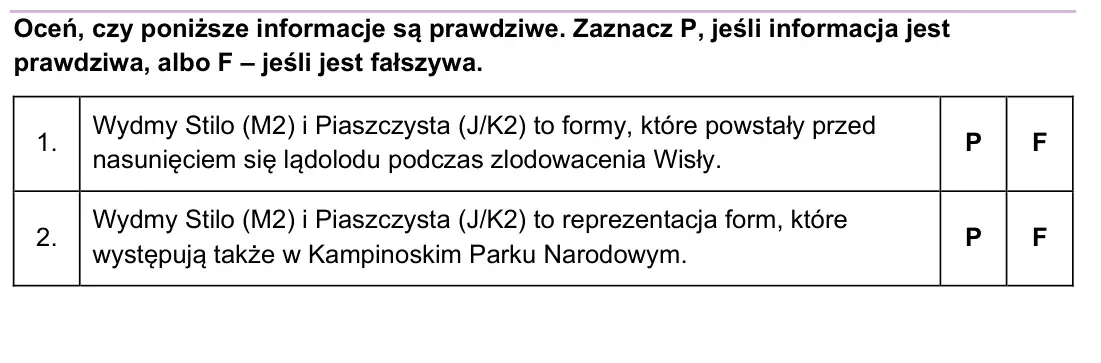 Oceń, czy poniższe informacje są prawdziwe. Zaznacz P, jeśli informacja jest
prawdziwa, albo F – jeśli jest fałszywa.
1. Wydmy Stilo (M2) i Piaszczysta (J/K2) to formy, które powstały przed
nasunięciem się lądolodu podczas zlodowacenia Wisły. P F
2. Wydmy Stilo (M2) i Piaszczysta (J/K2) to reprezentacja form, które
występują także w Kampinoskim Parku Narodowym. P F